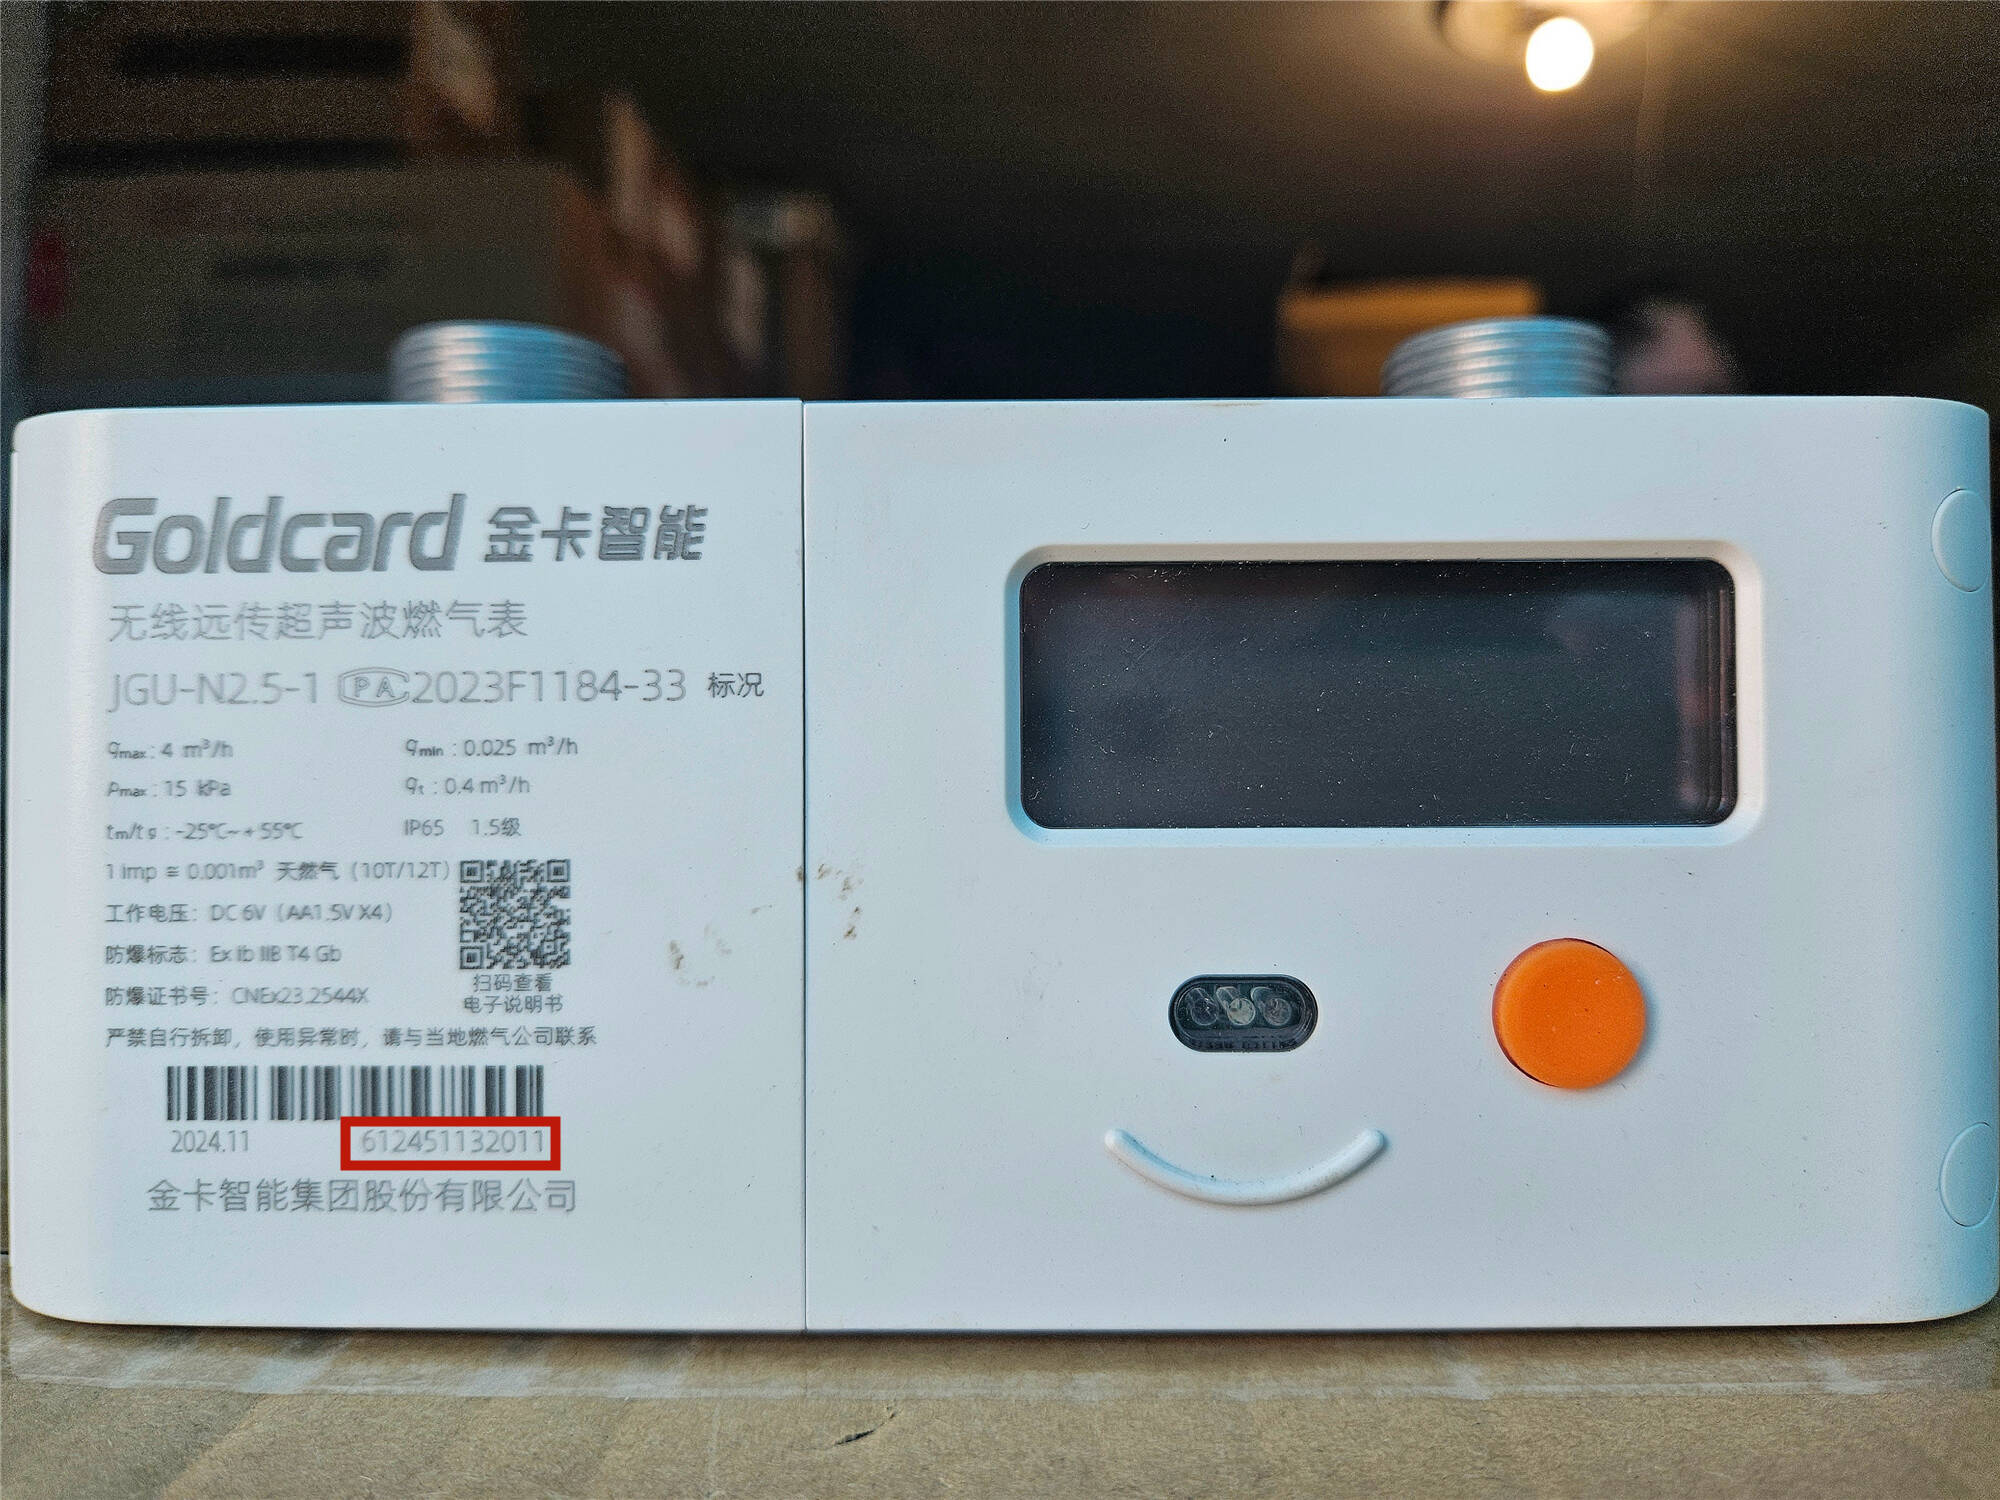 Goldcard 金卡智能
无线远传超声波燃气表
JGU-N2.5-1 PAC 2023F1184-33 标况
qmax: 4 m³/h qmin : 0.025 m³/h
Pmax: 15 kPa qt : 0.4 m³/h
tm/tg : -25℃~+55℃ IP65 1.5级
1 imp ≅ 0.001m³ 天然气（10T/12T）
工作电压：DC 6V（AA1.5V X4）
防爆标志：Ex ib IIB T4 Gb
防爆证书号：CNEx23.2544X
扫码查看
电子说明书
严禁自行拆卸，使用异常时，请与当地燃气公司联系
2024.11 612451132011
金卡智能集团股份有限公司